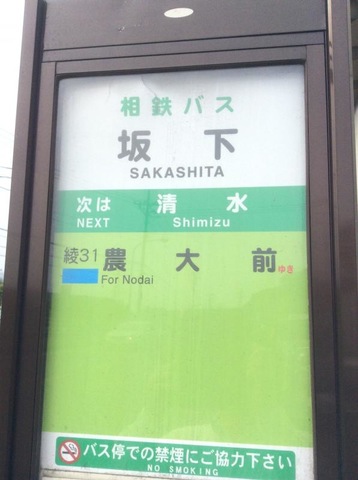 相鉄バス
坂下
SAKASHITA
次は 清水
NEXT Shimizu
綾31 農大前 ゆき
For Nodai
バス停での禁煙にご協力下さい
NO SMOKING